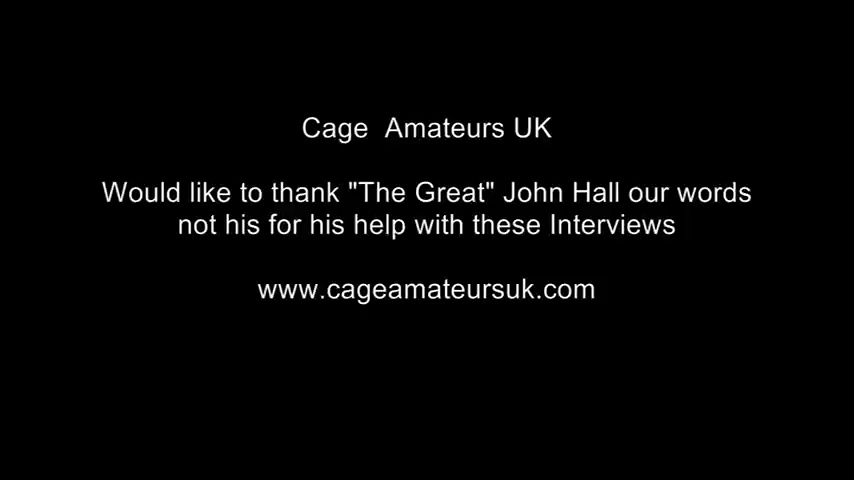 Cage  Amateurs UK
Would like to thank "The Great" John Hall our words
not his for his help with these Interviews
www.cageamateursuk.com